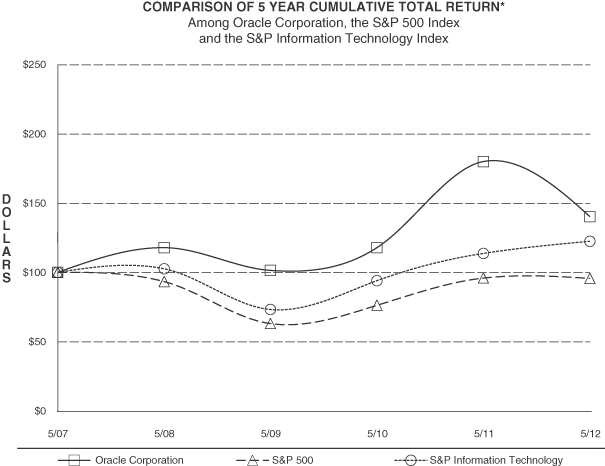 COMPARISON OF 5 YEAR CUMULATIVE TOTAL RETURN*
Among Oracle Corporation, the S&P 500 Index
and the S&P Information Technology Index
$250
$200
$150
$100
$50
$0
DOLLARS
5/07 5/08 5/09 5/10 5/11 5/12
Oracle Corporation S&P 500 S&P Information Technology